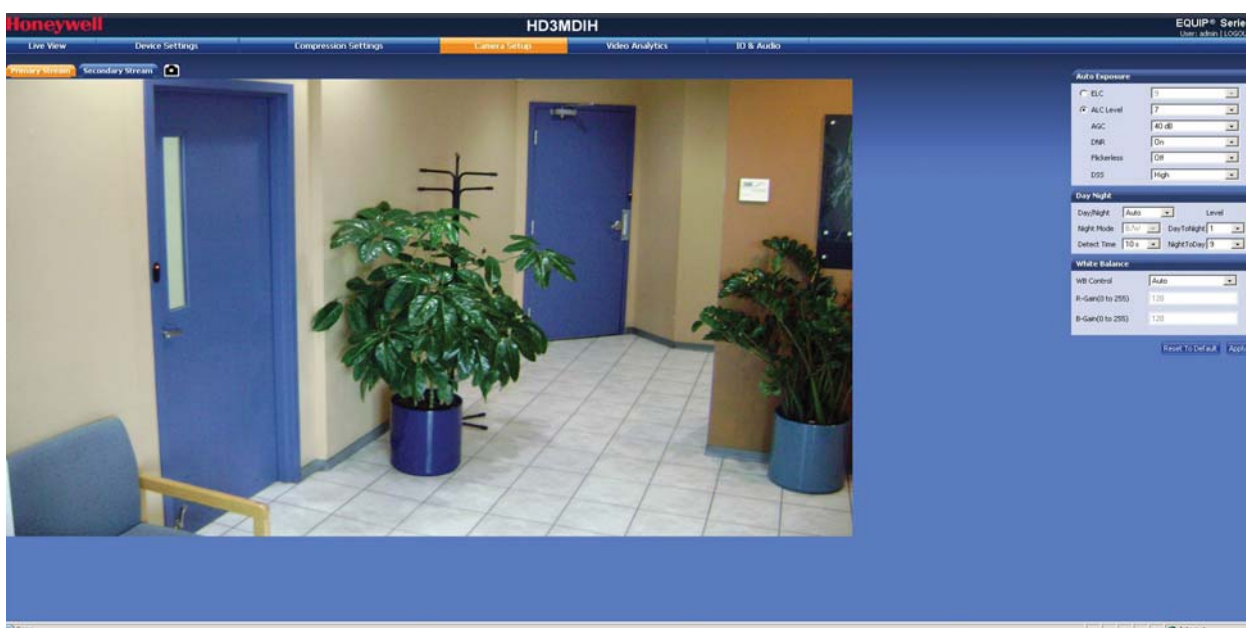 Honeywell
HD3MDIH
EQUIP® Serie
User: admin | LOGOU
Live View
Device Settings
Compression Settings
Camera Setup
Video Analytics
IO & Audio
Primary Stream
Secondary Stream
Auto Exposure
ELC 9
ALC Level 7
AGC 40 dB
DNR On
Flickerless Off
DSS High
Day Night
Day/Night Auto Level
Night Mode B/W DayToNight 1
Detect Time 10 s NightToDay 9
White Balance
WB Control Auto
R-Gain(0 to 255) 128
B-Gain(0 to 255) 128
Reset To Default Apply